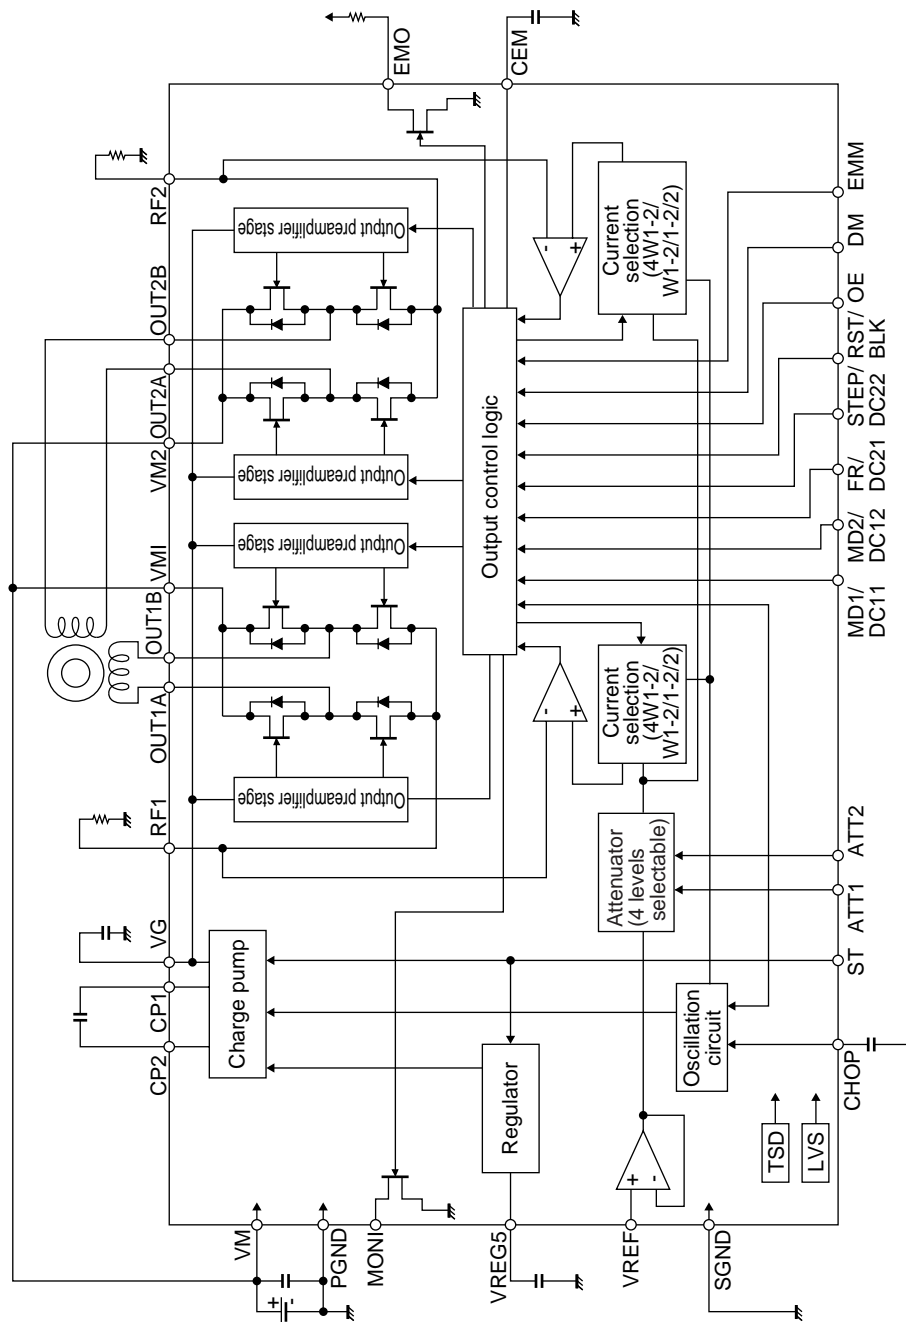 CP2
CP1
VG
RF1
OUT1A
OUT1B
VMI
VM2
OUT2A
OUT2B
RF2
EMO
CEM
VM
PGND
MONI
VREG5
VREF
SGND
Charge pump
Output preamplifier stage
Output preamplifier stage
Output preamplifier stage
Output preamplifier stage
Regulator
Output control logic
-
+
-
+
+
-
+
-
Attenuator
(4 levels
selectable)
Current
selection
(4W1-2/
W1-2/1-2/2)
Current
selection
(4W1-2/
W1-2/1-2/2)
Oscillation
circuit
TSD
LVS
CHOP
ST
ATT1
ATT2
MD1/
DC11
MD2/
DC12
FR/
DC21
STEP/
DC22
RST/
BLK
OE
DM
EMM